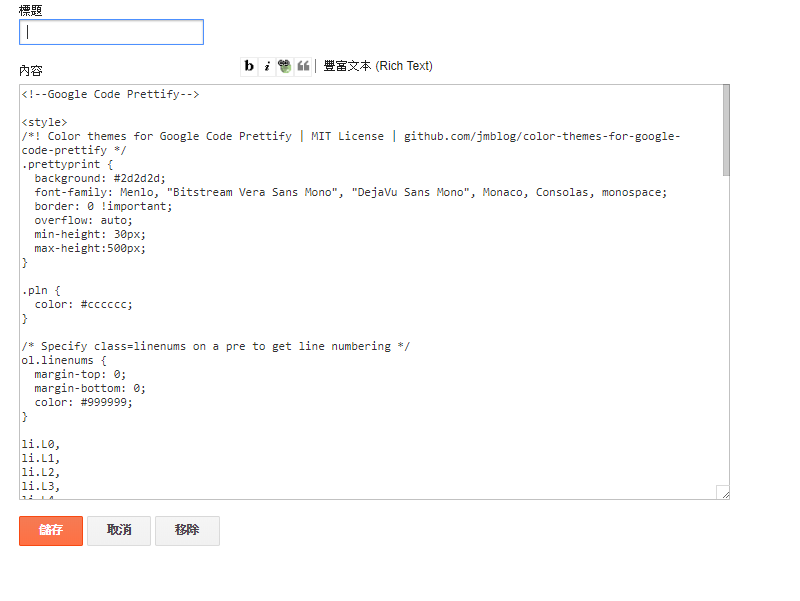 標題
內容
b i | 豐富文本 (Rich Text)
<!--Google Code Prettify-->
<style>
/*! Color themes for Google Code Prettify | MIT License | github.com/jmblog/color-themes-for-google-
code-prettify */
.prettyprint {
  background: #2d2d2d;
  font-family: Menlo, "Bitstream Vera Sans Mono", "DejaVu Sans Mono", Monaco, Consolas, monospace;
  border: 0 !important;
  overflow: auto;
  min-height: 30px;
  max-height:500px;
}
.pln {
  color: #cccccc;
}
/* Specify class=linenums on a pre to get line numbering */
ol.linenums {
  margin-top: 0;
  margin-bottom: 0;
  color: #999999;
}
li.L0,
li.L1,
li.L2,
li.L3,
li.L4
儲存 取消 移除